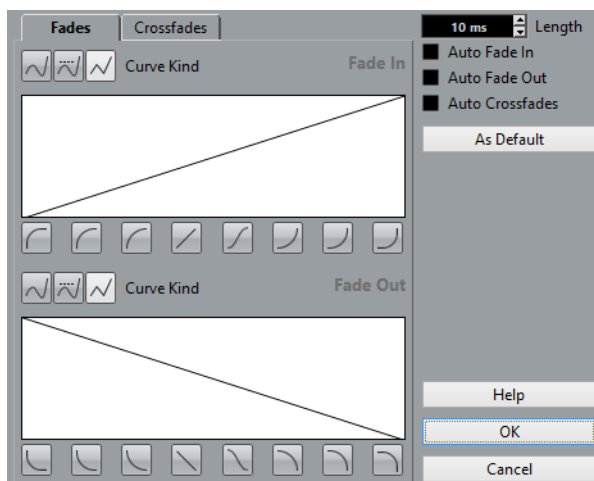 Fades Crossfades
10 ms Length
Curve Kind Fade In
Auto Fade In
Auto Fade Out
Auto Crossfades
As Default
Curve Kind Fade Out
Help
OK
Cancel